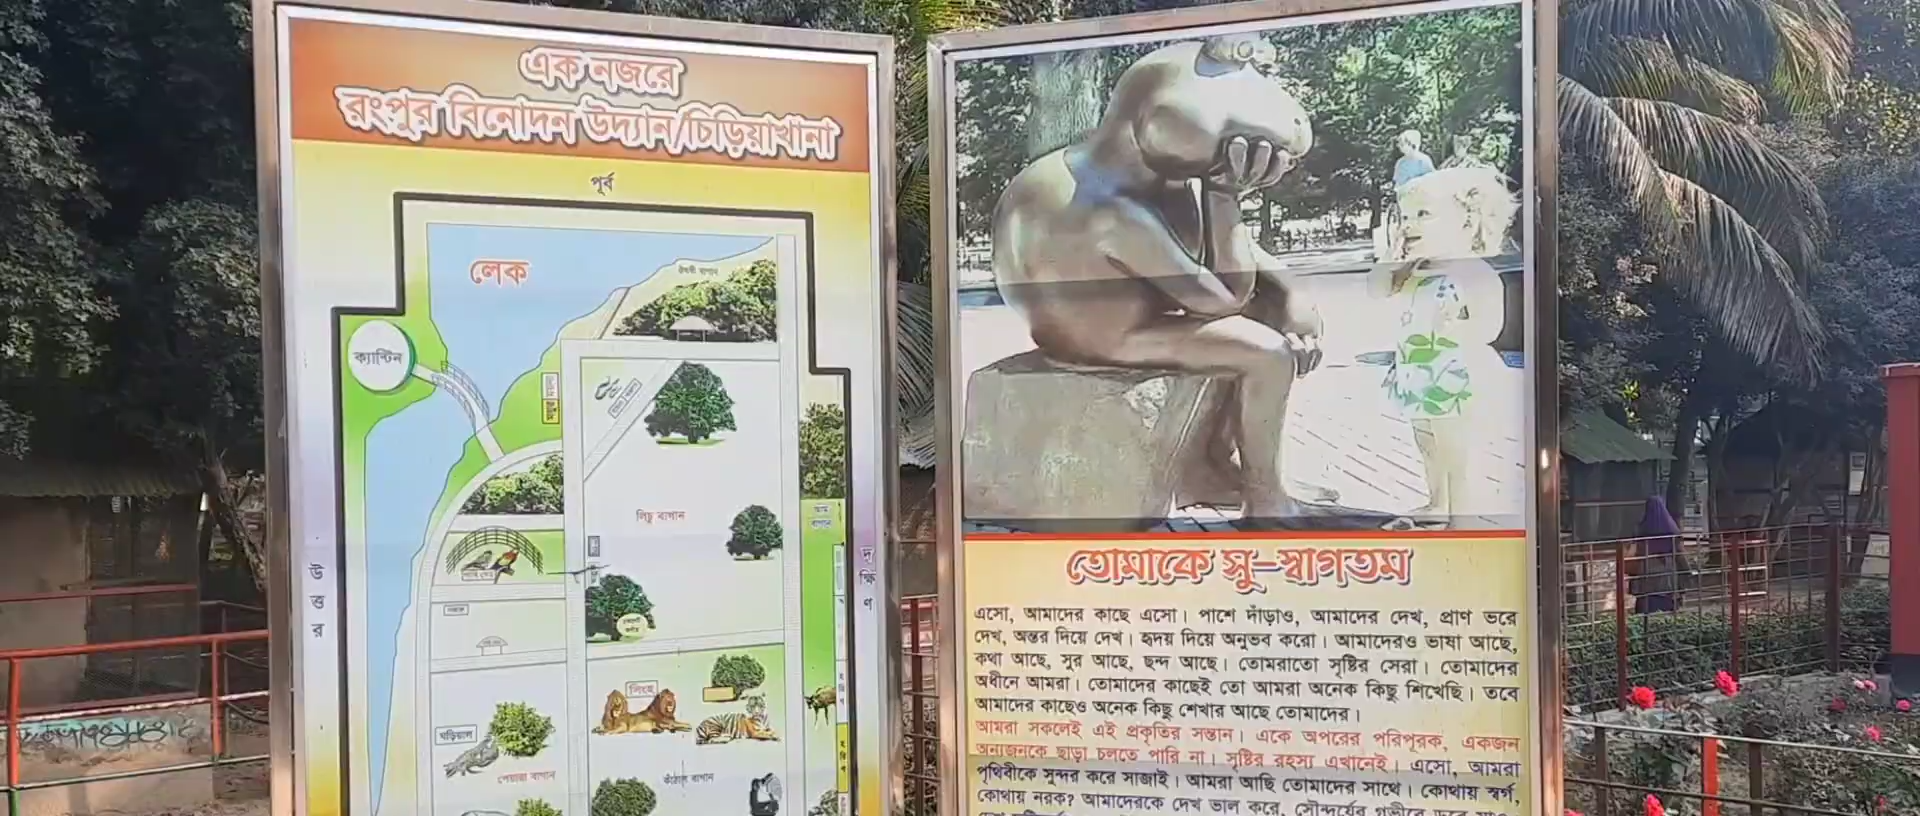 এক নজরে
রংপুর বিনোদন উদ্যান/চিড়িয়াখানা
পূর্ব
লেক
ঔষধী বাগান
ক্যান্টিন
লিচু বাগান
আম
বাগান
উত্তর
দক্ষিণ
সিংহ
ঘড়িয়াল
পেয়ারা বাগান
কাঁঠাল বাগান
তোমাকে সু-স্বাগতম
এসো, আমাদের কাছে এসো। পাশে দাঁড়াও, আমাদের দেখ, প্রাণ ভরে
দেখ, অন্তর দিয়ে দেখ। হৃদয় দিয়ে অনুভব করো। আমাদেরও ভাষা আছে,
কথা আছে, সুর আছে, ছন্দ আছে। তোমরাতো সৃষ্টির সেরা। তোমাদের
অধীনে আমরা। তোমাদের কাছেই তো আমরা অনেক কিছু শিখেছি। তবে
আমাদের কাছেও অনেক কিছু শেখার আছে তোমাদের।
আমরা সকলেই এই প্রকৃতির সন্তান। একে অপরের পরিপূরক, একজন
অন্যজনকে ছাড়া চলতে পারি না। সৃষ্টির রহস্য এখানেই। এসো, আমরা
পৃথিবীকে সুন্দর করে সাজাই। আমরা আছি তোমাদের সাথে। কোথায় স্বর্গ,
কোথায় নরক? আমাদেরকে দেখ ভাল করে, সৌন্দর্যের গভীরে